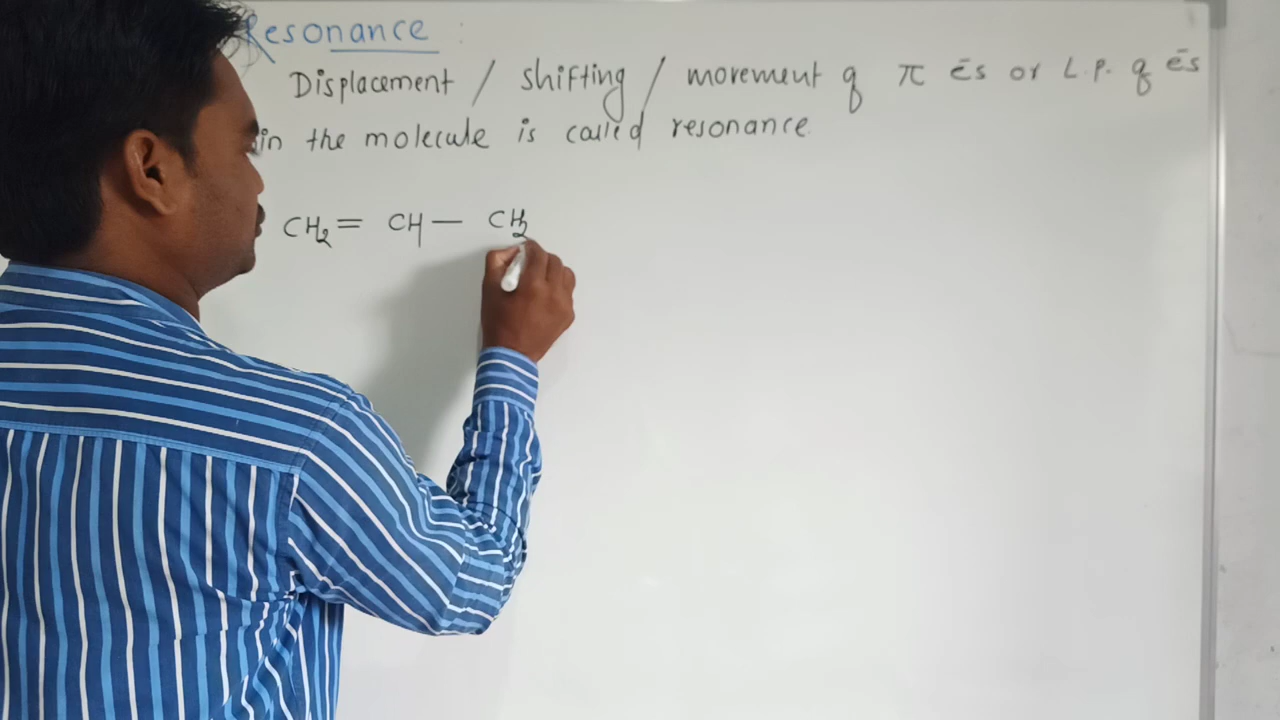 Resonance :
Displacement / shifting / movement of π ēs or L.P. of ēs
in the molecule is called resonance.
CH₂ = CH — CH₂